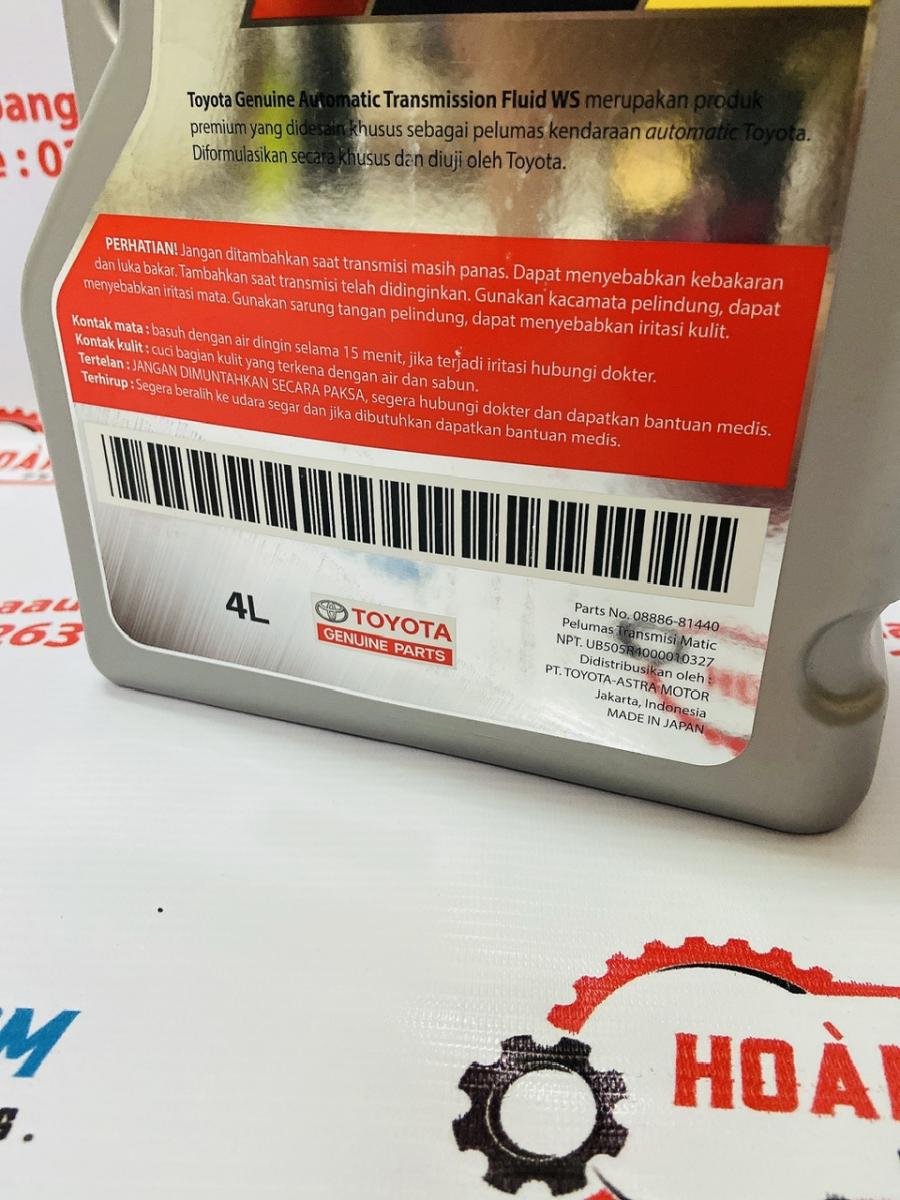 Toyota Genuine Automatic Transmission Fluid WS merupakan produk
premium yang didesain khusus sebagai pelumas kendaraan automatic Toyota.
Diformulasikan secara khusus dan diuji oleh Toyota.
PERHATIAN! Jangan ditambahkan saat transmisi masih panas. Dapat menyebabkan kebakaran
dan luka bakar. Tambahkan saat transmisi telah didinginkan. Gunakan kacamata pelindung, dapat
menyebabkan iritasi mata. Gunakan sarung tangan pelindung, dapat menyebabkan iritasi kulit.
Kontak mata : basuh dengan air dingin selama 15 menit, jika terjadi iritasi hubungi dokter.
Kontak kulit : cuci bagian kulit yang terkena dengan air dan sabun.
Tertelan : JANGAN DIMUNTAHKAN SECARA PAKSA, segera hubungi dokter dan dapatkan bantuan medis.
Terhirup : Segera beralih ke udara segar dan jika dibutuhkan dapatkan bantuan medis.
4L
TOYOTA
GENUINE PARTS
Parts No. 08886-81440
Pelumas Transmisi Matic
NPT. UB505R4000010327
Didistribusikan oleh :
PT. TOYOTA-ASTRA MOTOR
Jakarta, Indonesia
MADE IN JAPAN
HOÀ